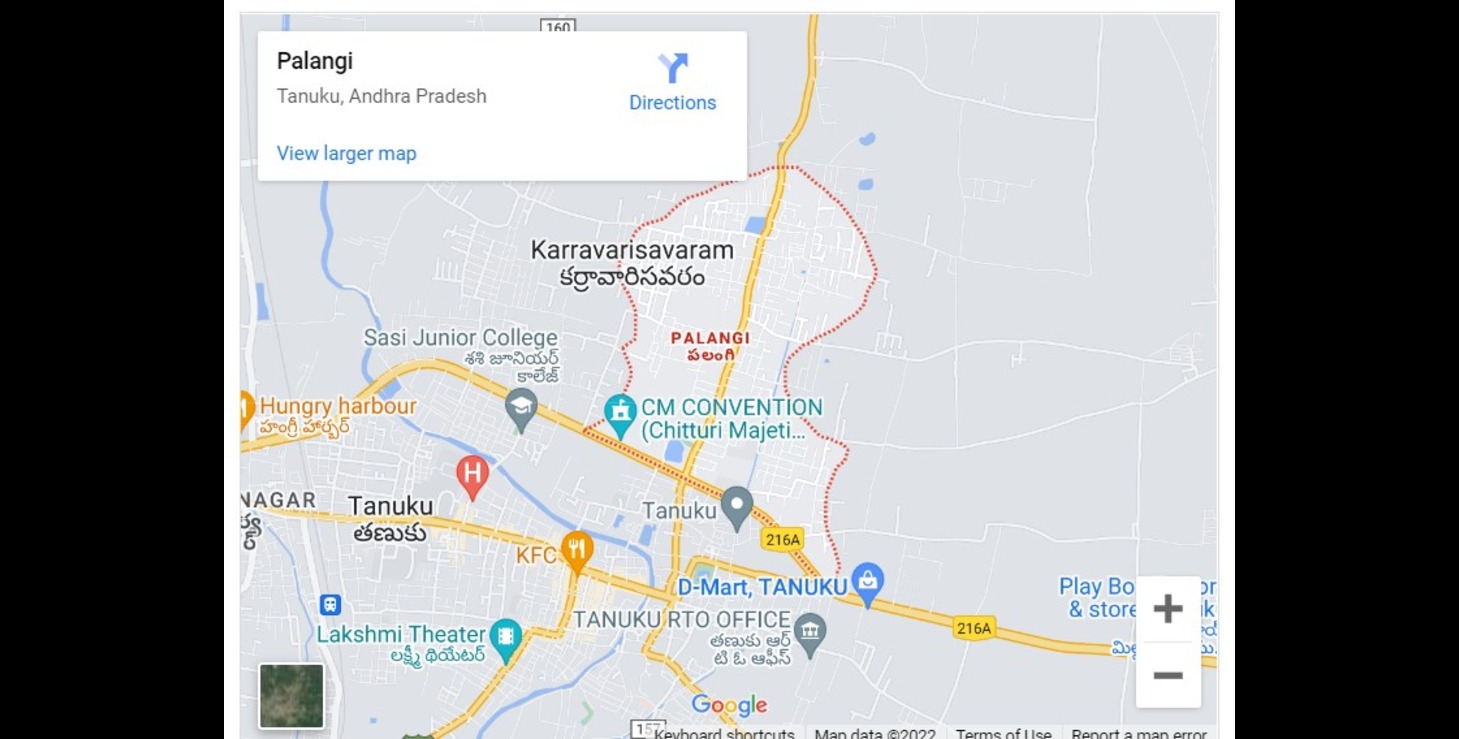 160
Palangi
Tanuku, Andhra Pradesh
Directions
View larger map
Karravarisavaram
కర్రావారిసవరం
Sasi Junior College
శశి జూనియర్
కాలేజ్
PALANGI
పలంగి
Hungry harbour
హంగ్రీ హార్బర్
CM CONVENTION
(Chitturi Majeti...
H
NAGAR
Tanuku
తణుకు
Tanuku
216A
KFC
D-Mart, TANUKU
Play Bo
& store
TANUKU RTO OFFICE
తణుకు ఆర్
టి ఓ ఆఫీస్
216A
Lakshmi Theater
లక్ష్మీ థియేటర్
Google
157
Keyboard shortcuts
Map data ©2022
Terms of Use
Report a map error